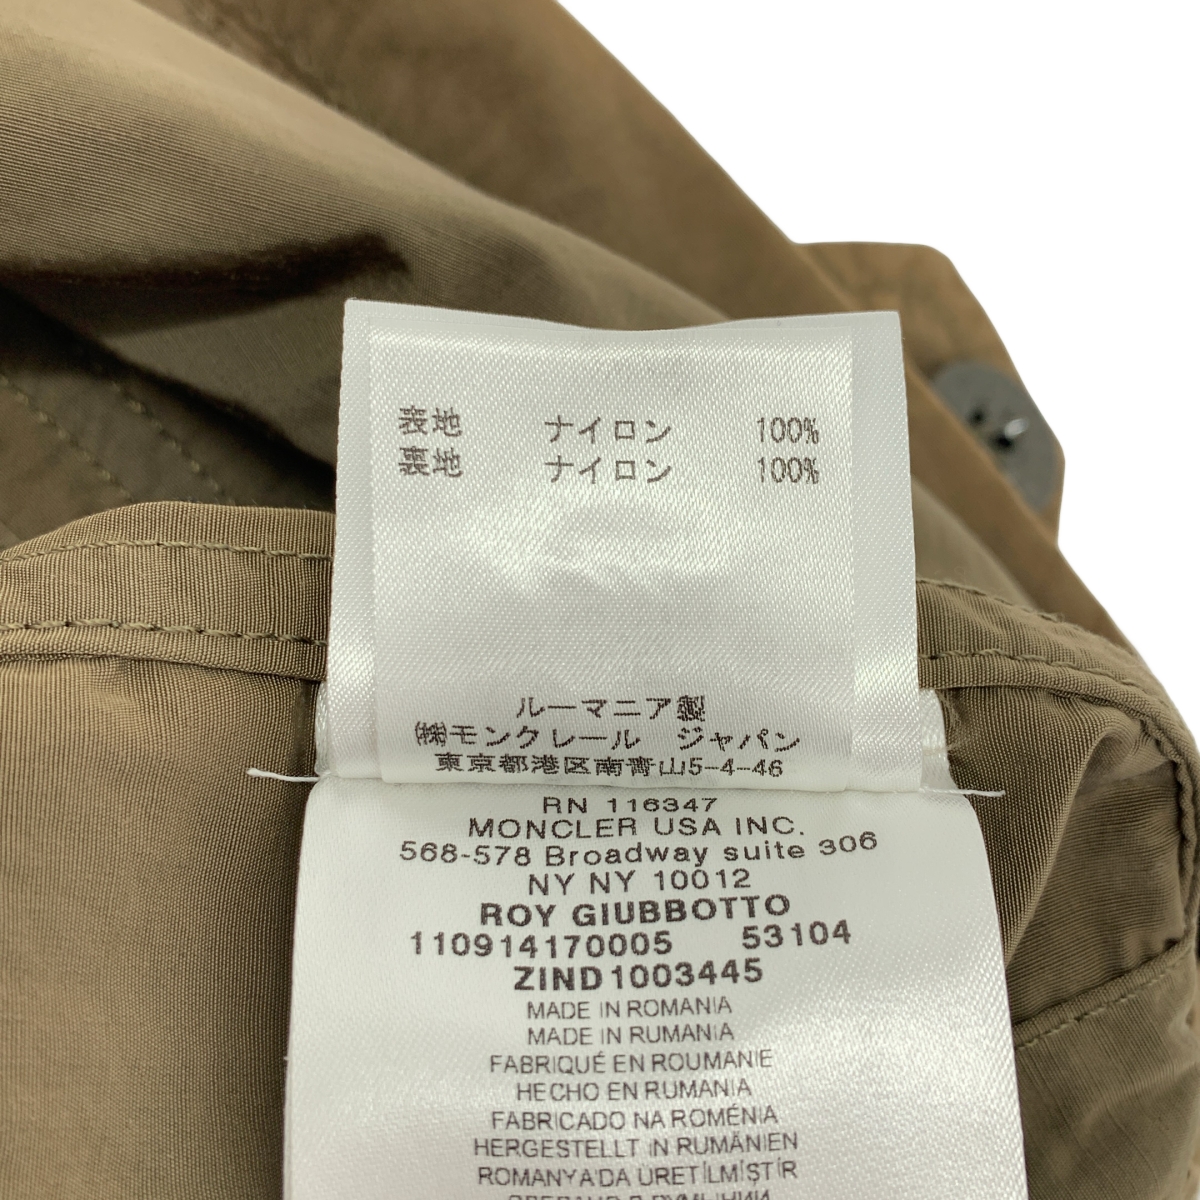 表地 ナイロン 100%
裏地 ナイロン 100%
ルーマニア製
㈱モンクレール ジャパン
東京都港区南青山5-4-46
RN 116347
MONCLER USA INC.
568-578 Broadway suite 306
NY NY 10012
ROY GIUBBOTTO
110914170005 53104
ZIND1003445
MADE IN ROMANIA
MADE IN RUMANIA
FABRIQUÉ EN ROUMANIE
HECHO EN RUMANIA
FABRICADO NA ROMÉNIA
HERGESTELLT IN RUMÄNIEN
ROMANYA'DA ÜRETİLMİŞTİR